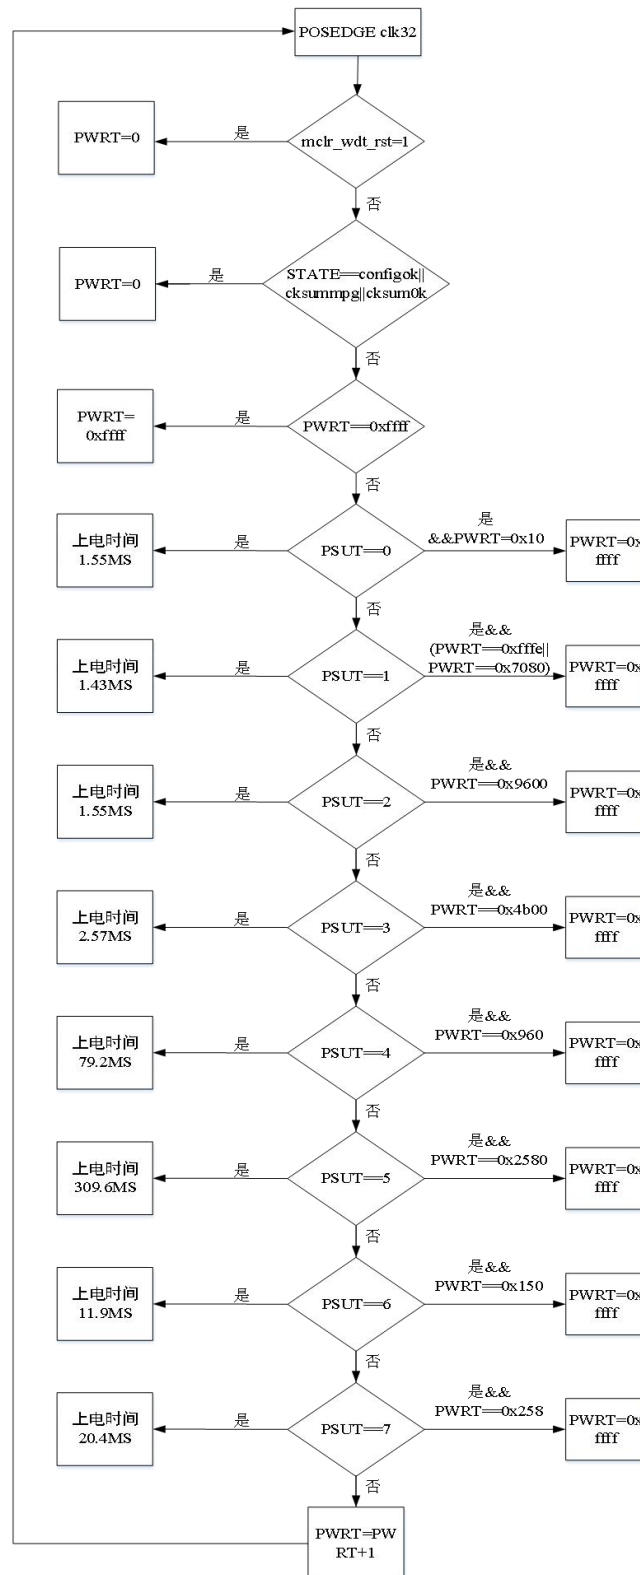 POSEDGE clk32
mclr_wdt_rst=1
是
PWRT=0
否
STATE==configok||
cksummpg||cksum0k
是
PWRT=0
否
PWRT==0xffff
是
PWRT=
0xffff
否
PSUT==0
是
上电时间
1.55MS
是
&&PWRT=0x10
PWRT=0x
ffff
否
PSUT==1
是
上电时间
1.43MS
是&&
(PWRT==0xfffe||
PWRT==0x7080)
PWRT=0x
ffff
否
PSUT==2
是
上电时间
1.55MS
是&&
PWRT==0x9600
PWRT=0x
ffff
否
PSUT==3
是
上电时间
2.57MS
是&&
PWRT==0x4b00
PWRT=0x
ffff
否
PSUT==4
是
上电时间
79.2MS
是&&
PWRT==0x960
PWRT=0x
ffff
否
PSUT==5
是
上电时间
309.6MS
是&&
PWRT==0x2580
PWRT=0x
ffff
否
PSUT==6
是
上电时间
11.9MS
是&&
PWRT==0x150
PWRT=0x
ffff
否
PSUT==7
是
上电时间
20.4MS
是&&
PWRT==0x258
PWRT=0x
ffff
否
PWRT=PW
RT+1